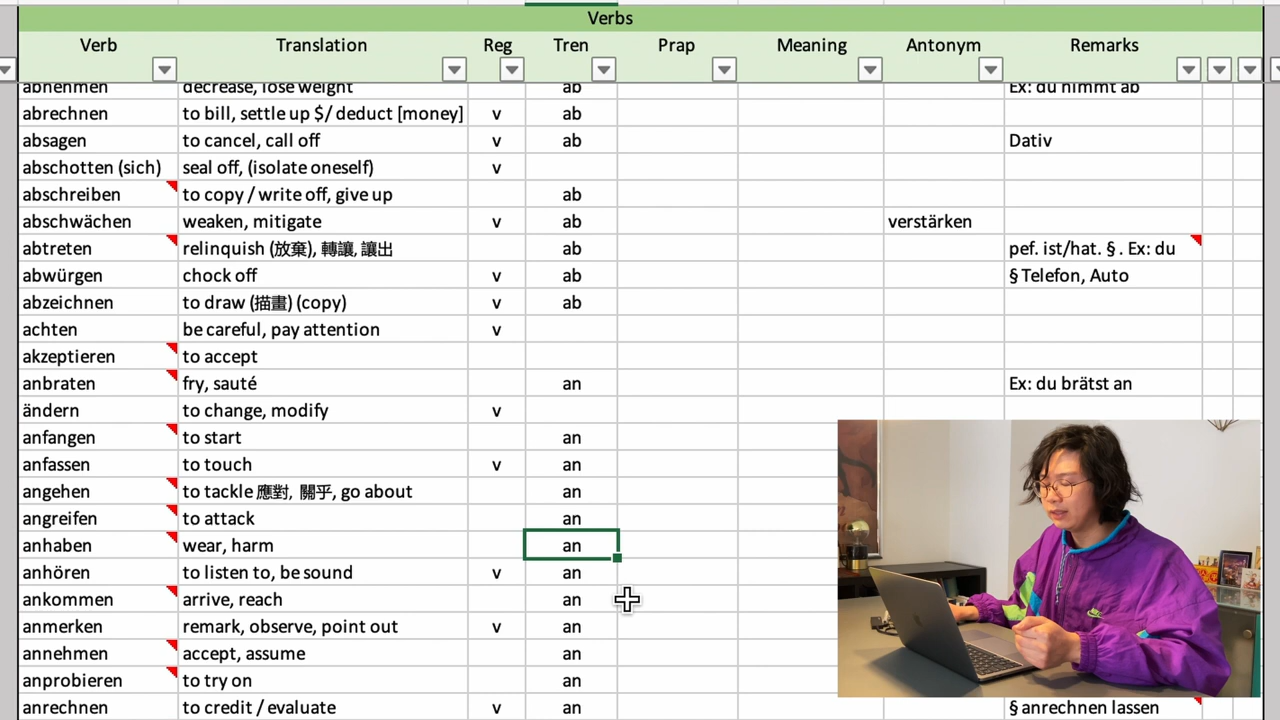 Verbs
Verb Translation Reg Tren Prap Meaning Antonym Remarks
abnehmen decrease, lose weight ab Ex: du nimmt ab
abrechnen to bill, settle up $/ deduct [money] v ab
absagen to cancel, call off v ab Dativ
abschotten (sich) seal off, (isolate oneself) v
abschreiben to copy / write off, give up ab
abschwächen weaken, mitigate v ab verstärken
abtreten relinquish (放棄), 轉讓, 讓出 ab pef. ist/hat. § . Ex: du
abwürgen chock off v ab § Telefon, Auto
abzeichnen to draw (描畫) (copy) v ab
achten be careful, pay attention v
akzeptieren to accept
anbraten fry, sauté an Ex: du brätst an
ändern to change, modify v
anfangen to start an
anfassen to touch v an
angehen to tackle 應對, 關乎, go about an
angreifen to attack an
anhaben wear, harm an
anhören to listen to, be sound v an
ankommen arrive, reach an
anmerken remark, observe, point out v an
annehmen accept, assume an
anprobieren to try on an
anrechnen to credit / evaluate v an § anrechnen lassen